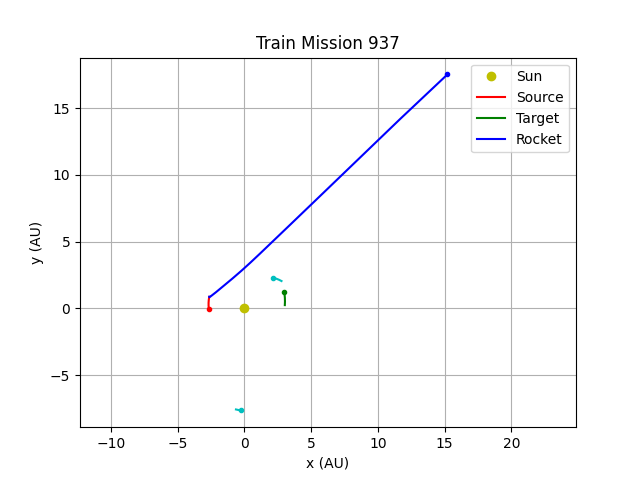 Train Mission 937
Sun
Source
Target
Rocket
15
10
5
0
−5
y (AU)
−10
−5
0
5
10
15
20
x (AU)